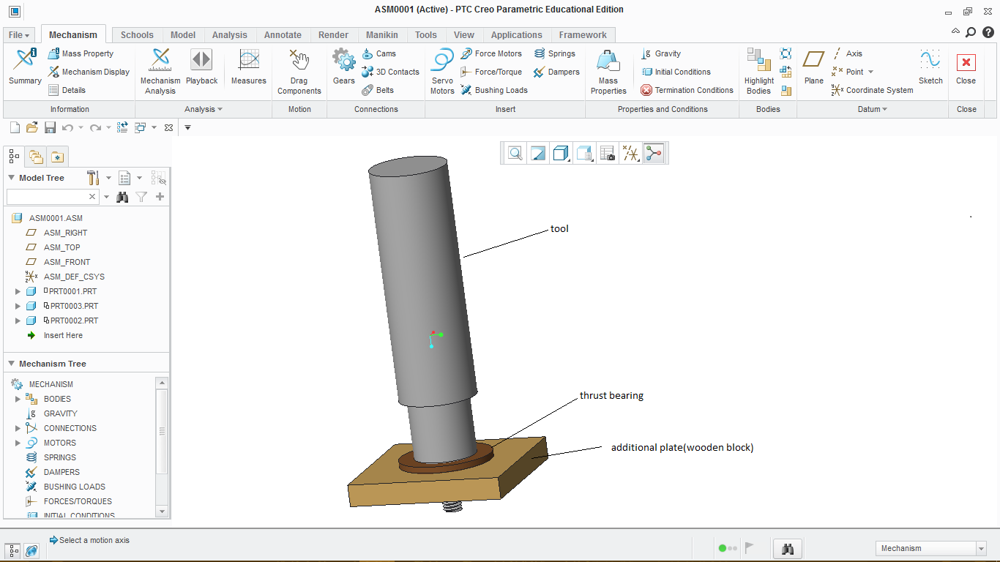 ASM0001 (Active) - PTC Creo Parametric Educational Edition
File Mechanism Schools Model Analysis Annotate Render Manikin Tools View Applications Framework
Summary
Mass Property
Mechanism Display
Details
Information
Mechanism Analysis
Playback
Measures
Analysis
Drag Components
Motion
Gears
Cams
3D Contacts
Belts
Connections
Servo Motors
Force Motors
Force/Torque
Bushing Loads
Springs
Dampers
Insert
Mass Properties
Gravity
Initial Conditions
Termination Conditions
Properties and Conditions
Highlight Bodies
Bodies
Plane
Axis
Point
Coordinate System
Sketch
Datum
Close
Close
Model Tree
ASM0001.ASM
ASM_RIGHT
ASM_TOP
ASM_FRONT
ASM_DEF_CSYS
PRT0001.PRT
PRT0003.PRT
PRT0002.PRT
Insert Here
Mechanism Tree
MECHANISM
BODIES
GRAVITY
CONNECTIONS
MOTORS
SPRINGS
DAMPERS
BUSHING LOADS
FORCES/TORQUES
INITIAL CONDITIONS
tool
thrust bearing
additional plate(wooden block)
Select a motion axis
Mechanism